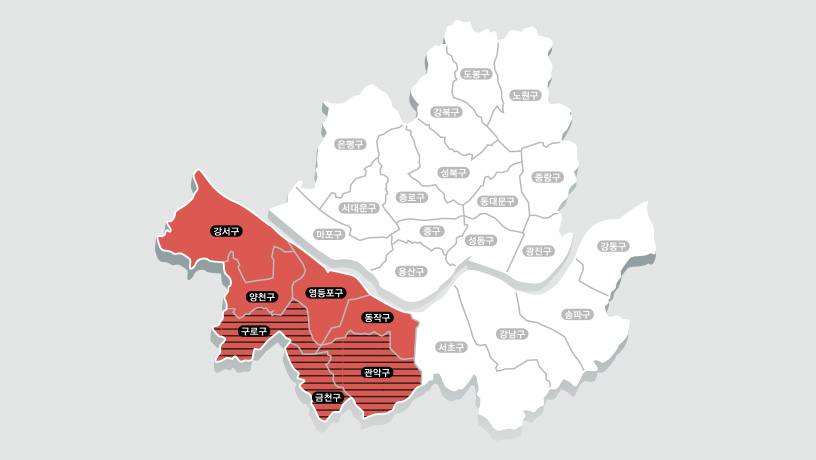 도봉구
노원구
강북구
은평구
성북구
중랑구
종로구
동대문구
서대문구
강서구
마포구
중구
성동구
강동구
광진구
용산구
양천구
영등포구
동작구
송파구
구로구
강남구
서초구
관악구
금천구